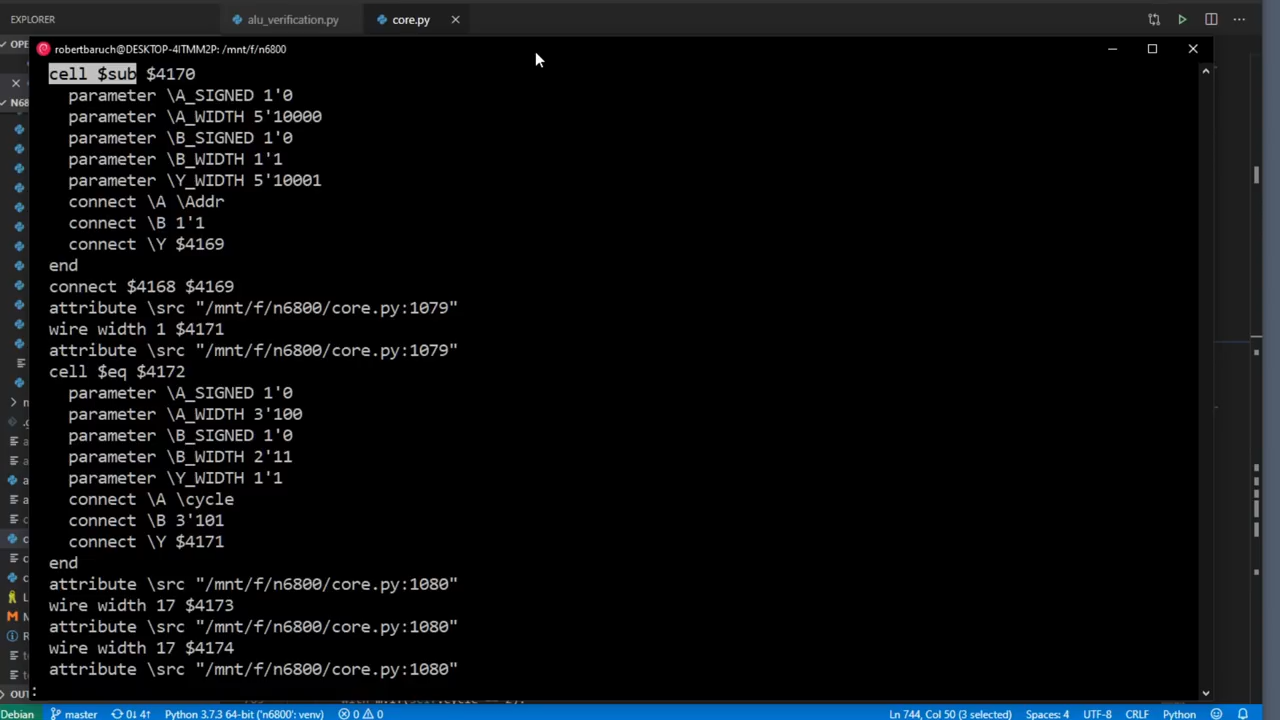 EXPLORER
alu_verification.py
core.py
robertbaruch@DESKTOP-4ITMM2P: /mnt/f/n6800
cell $sub $4170
parameter \A_SIGNED 1'0
parameter \A_WIDTH 5'10000
parameter \B_SIGNED 1'0
parameter \B_WIDTH 1'1
parameter \Y_WIDTH 5'10001
connect \A \Addr
connect \B 1'1
connect \Y $4169
end
connect $4168 $4169
attribute \src "/mnt/f/n6800/core.py:1079"
wire width 1 $4171
attribute \src "/mnt/f/n6800/core.py:1079"
cell $eq $4172
parameter \A_SIGNED 1'0
parameter \A_WIDTH 3'100
parameter \B_SIGNED 1'0
parameter \B_WIDTH 2'11
parameter \Y_WIDTH 1'1
connect \A \cycle
connect \B 3'101
connect \Y $4171
end
attribute \src "/mnt/f/n6800/core.py:1080"
wire width 17 $4173
attribute \src "/mnt/f/n6800/core.py:1080"
wire width 17 $4174
attribute \src "/mnt/f/n6800/core.py:1080"
:
Debian master 0↓ 4↑ Python 3.7.3 64-bit ('n6800': venv) 0 0 Ln 744, Col 50 (3 selected) Spaces: 4 UTF-8 CRLF Python